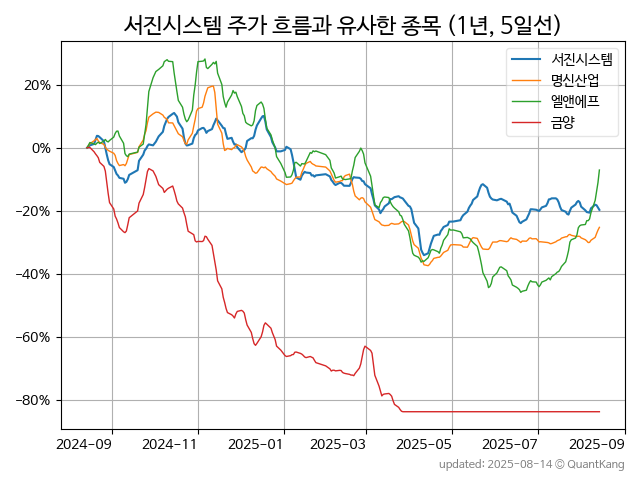 서진시스템 주가 흐름과 유사한 종목 (1년, 5일선)
서진시스템
명신산업
엘앤에프
금양
20%
0%
−20%
−40%
−60%
−80%
2024-09 2024-11 2025-01 2025-03 2025-05 2025-07 2025-09
updated: 2025-08-14 © QuantKang